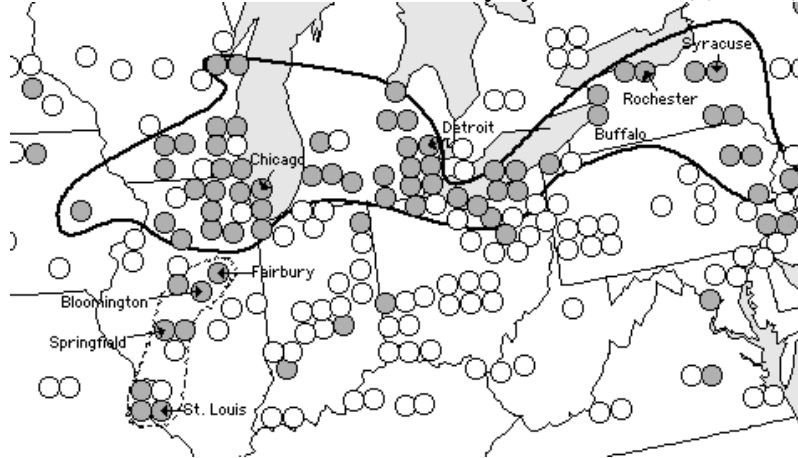 Syracuse
Rochester
Detroit
Buffalo
Chicago
Fairbury
Bloomington
Springfield
St. Louis